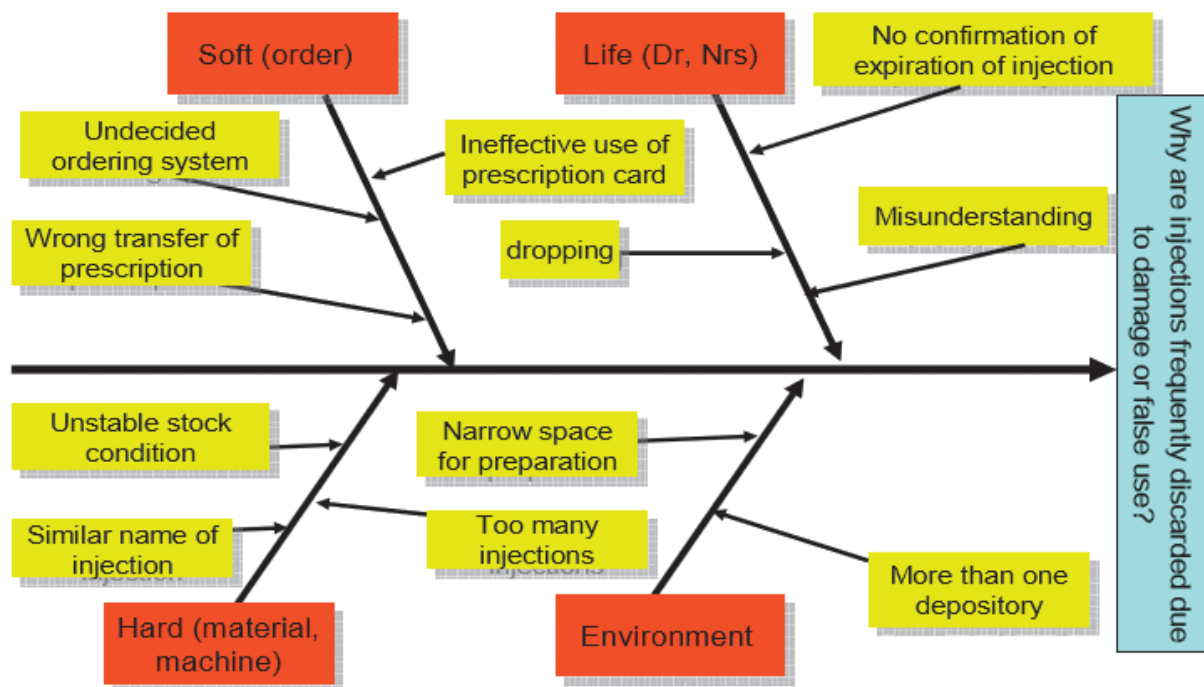 Soft (order)
Life (Dr, Nrs)
No confirmation of
expiration of injection
Undecided
ordering system
Ineffective use of
prescription card
Wrong transfer of
prescription
dropping
Misunderstanding
Why are injections frequently discarded due
to damage or false use?
Unstable stock
condition
Narrow space
for preparation
Similar name of
injection
Too many
injections
More than one
depository
Hard (material,
machine)
Environment